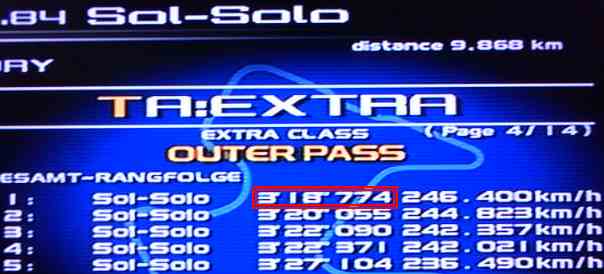 .84 Sol-Solo
distance 9.868 km
AY
TA:EXTRA
EXTRA CLASS (Page 4/14)
OUTER PASS
ESAMT-RANGFOLGE
1: Sol-Solo 3'18"774 246.400km/h
2: Sol-Solo 3'20"055 244.823km/h
3: Sol-Solo 3'22"090 242.357km/h
4: Sol-Solo 3'22"371 242.021km/h
5: Sol-Solo 3'27"104 236.490km/h